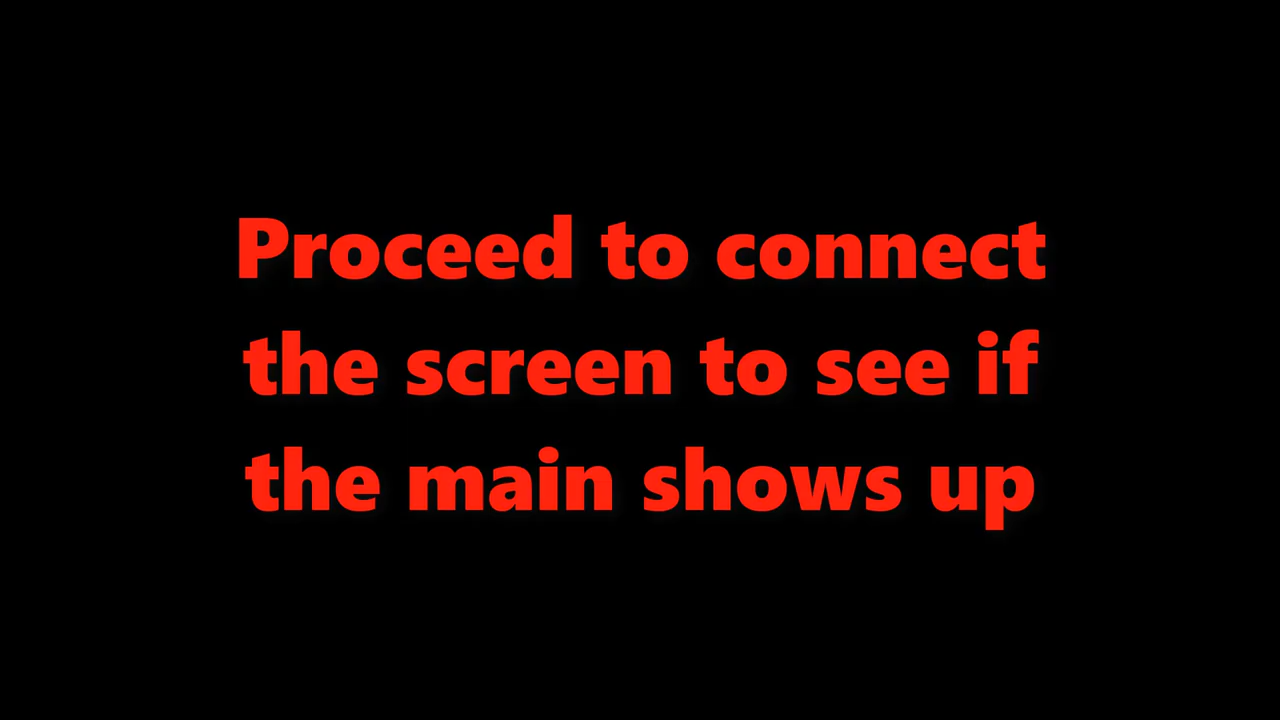 Proceed to connect
the screen to see if
the main shows up